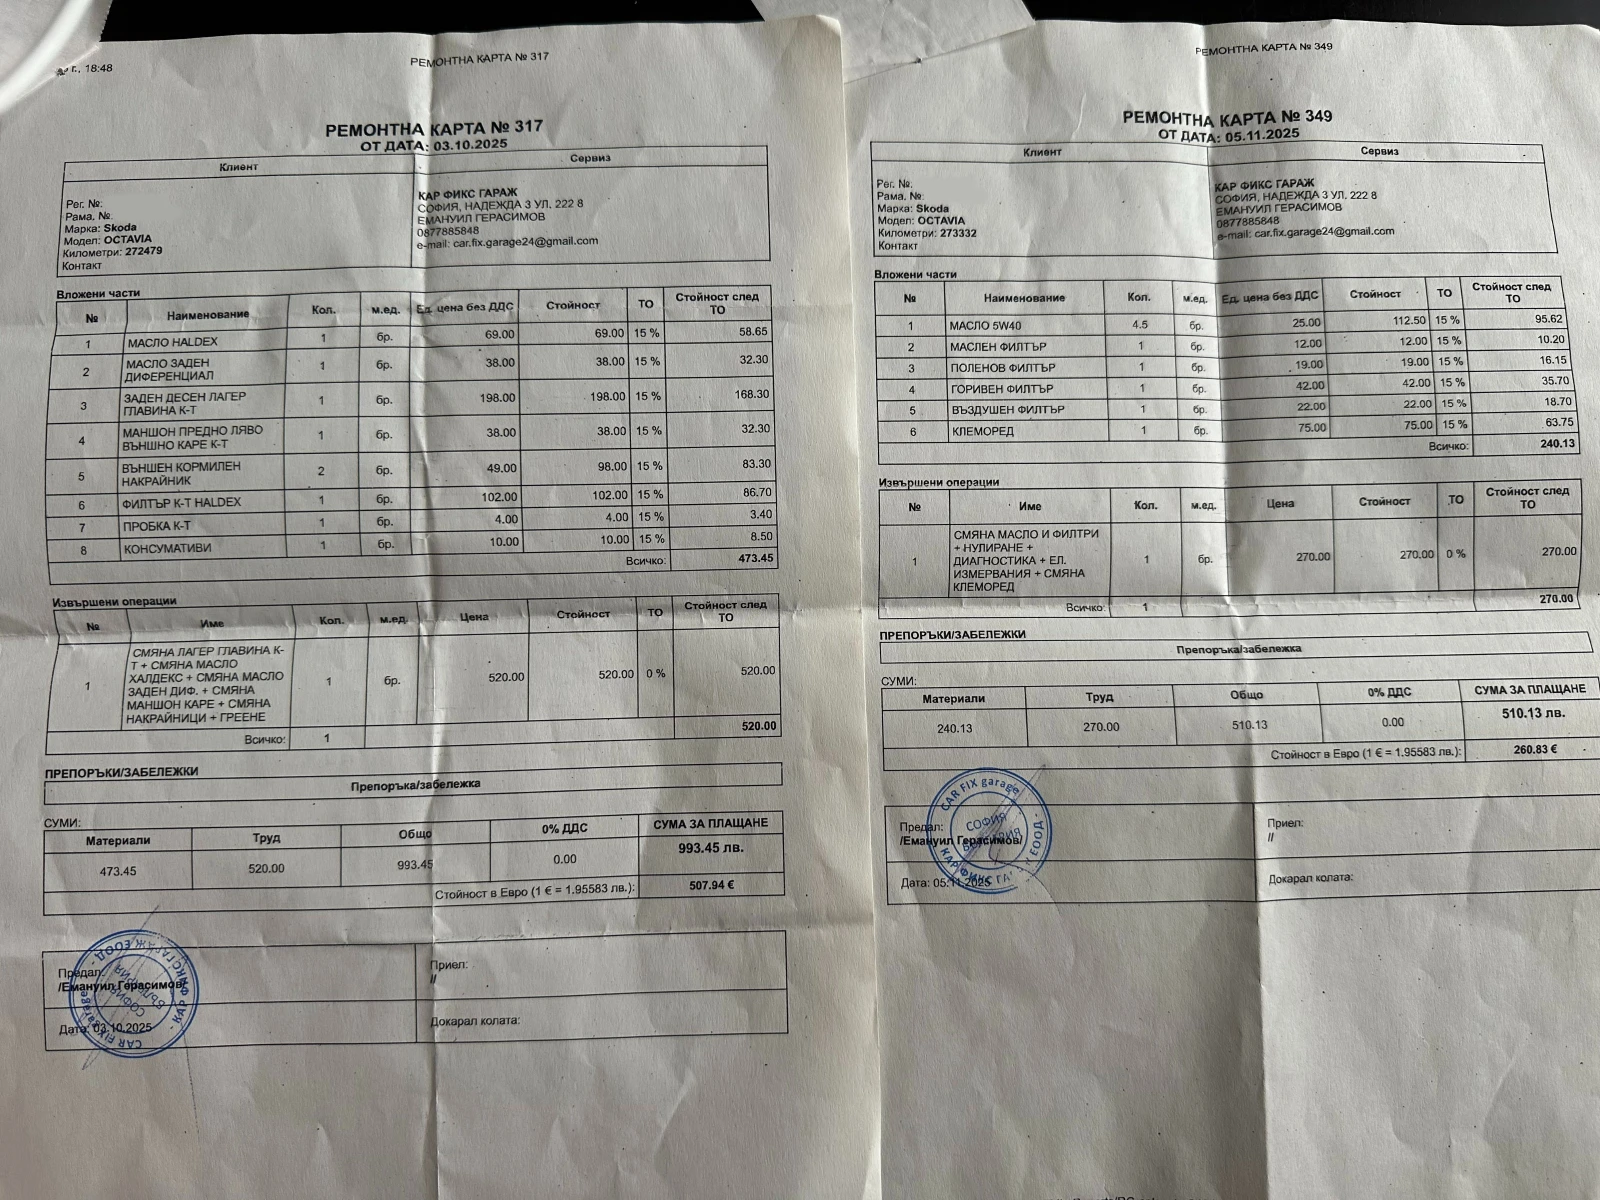 г., 18:48
РЕМОНТНА КАРТА № 317
РЕМОНТНА КАРТА № 317
ОТ ДАТА: 03.10.2025
Клиент Сервиз
Рег. №:
Рама. №
Марка: Skoda
Модел: OCTAVIA
Километри: 272479
Контакт
КАР ФИКС ГАРАЖ
СОФИЯ, НАДЕЖДА 3 УЛ. 222 8
ЕМАНУИЛ ГЕРАСИМОВ
0877885848
e-mail: car.fix.garage24@gmail.com
Вложени части
№ Наименование Кол. м.ед. Ед. цена без ДДС Стойност ТО Стойност след ТО
1 МАСЛО HALDEX 1 бр. 69.00 69.00 15 % 58.65
2 МАСЛО ЗАДЕН ДИФЕРЕНЦИАЛ 1 бр. 38.00 38.00 15 % 32.30
3 ЗАДЕН ДЕСЕН ЛАГЕР ГЛАВИНА К-Т 1 бр. 198.00 198.00 15 % 168.30
4 МАНШОН ПРЕДНО ЛЯВО ВЪНШНО КАРЕ К-Т 1 бр. 38.00 38.00 15 % 32.30
5 ВЪНШЕН КОРМИЛЕН НАКРАЙНИК 2 бр. 49.00 98.00 15 % 83.30
6 ФИЛТЪР К-Т HALDEX 1 бр. 102.00 102.00 15 % 86.70
7 ПРОБКА К-Т 1 бр. 4.00 4.00 15 % 3.40
8 КОНСУМАТИВИ 1 бр. 10.00 10.00 15 % 8.50
Всичко: 473.45
Извършени операции
№ Име Кол. м.ед. Цена Стойност ТО Стойност след ТО
СМЯНА ЛАГЕР ГЛАВИНА К-
Т + СМЯНА МАСЛО
ХАЛДЕКС + СМЯНА МАСЛО
1 ЗАДЕН ДИФ. + СМЯНА 1 бр. 520.00 520.00 0 % 520.00
МАНШОН КАРЕ + СМЯНА
НАКРАЙНИЦИ + ГРЕЕНЕ
Всичко: 1 520.00
ПРЕПОРЪКИ/ЗАБЕЛЕЖКИ
Препоръка/забележка
СУМИ:
Материали Труд Общо 0% ДДС СУМА ЗА ПЛАЩАНЕ
473.45 520.00 993.45 0.00 993.45 лв.
Стойност в Евро (1 € = 1.95583 лв.): 507.94 €
Предал:
/Емануил Герасимов/
Приел:
//
Дата: 03.10.2025
Докарал колата:
CAR FIX garage
КАР ФИКС ГАРАЖ ЕООД
СОФИЯ
БЪЛГАРИЯ
РЕМОНТНА КАРТА № 349
РЕМОНТНА КАРТА № 349
ОТ ДАТА: 05.11.2025
Клиент Сервиз
Рег. №:
Рама. №
Марка: Skoda
Модел: OCTAVIA
Километри: 273332
Контакт
КАР ФИКС ГАРАЖ
СОФИЯ, НАДЕЖДА 3 УЛ. 222 8
ЕМАНУИЛ ГЕРАСИМОВ
0877885848
e-mail: car.fix.garage24@gmail.com
Вложени части
№ Наименование Кол. м.ед. Ед. цена без ДДС Стойност ТО Стойност след ТО
1 МАСЛО 5W40 4.5 бр. 25.00 112.50 15 % 95.62
2 МАСЛЕН ФИЛТЪР 1 бр. 12.00 12.00 15 % 10.20
3 ПОЛЕНОВ ФИЛТЪР 1 бр. 19.00 19.00 15 % 16.15
4 ГОРИВЕН ФИЛТЪР 1 бр. 42.00 42.00 15 % 35.70
5 ВЪЗДУШЕН ФИЛТЪР 1 бр. 22.00 22.00 15 % 18.70
6 КЛЕМОРЕД 1 бр. 75.00 75.00 15 % 63.75
Всичко: 240.13
Извършени операции
№ Име Кол. м.ед. Цена Стойност ТО Стойност след ТО
СМЯНА МАСЛО И ФИЛТРИ
+ НУЛИРАНЕ +
1 ДИАГНОСТИКА + ЕЛ. 1 бр. 270.00 270.00 0 % 270.00
ИЗМЕРВАНИЯ + СМЯНА
КЛЕМОРЕД
Всичко: 1 270.00
ПРЕПОРЪКИ/ЗАБЕЛЕЖКИ
Препоръка/забележка
СУМИ:
Материали Труд Общо 0% ДДС СУМА ЗА ПЛАЩАНЕ
240.13 270.00 510.13 0.00 510.13 лв.
Стойност в Евро (1 € = 1.95583 лв.): 260.83 €
Предал:
/Емануил Герасимов/
Приел:
//
Дата: 05.11.2025
Докарал колата:
CAR FIX garage
КАР ФИКС ГА ЕООД
СОФИЯ